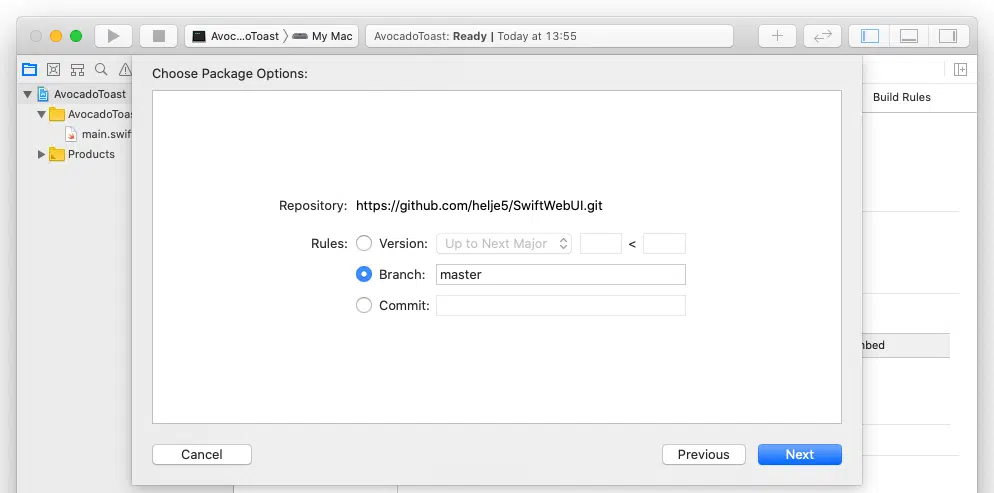 Avoc...oToast 〉 My Mac
AvocadoToast: Ready | Today at 13:55
Choose Package Options:
Build Rules
AvocadoToast
AvocadoToas
main.swif
Products
Repository: https://github.com/helje5/SwiftWebUI.git
Rules: Version: Up to Next Major <
Branch: master
Commit:
bed
Cancel Previous Next